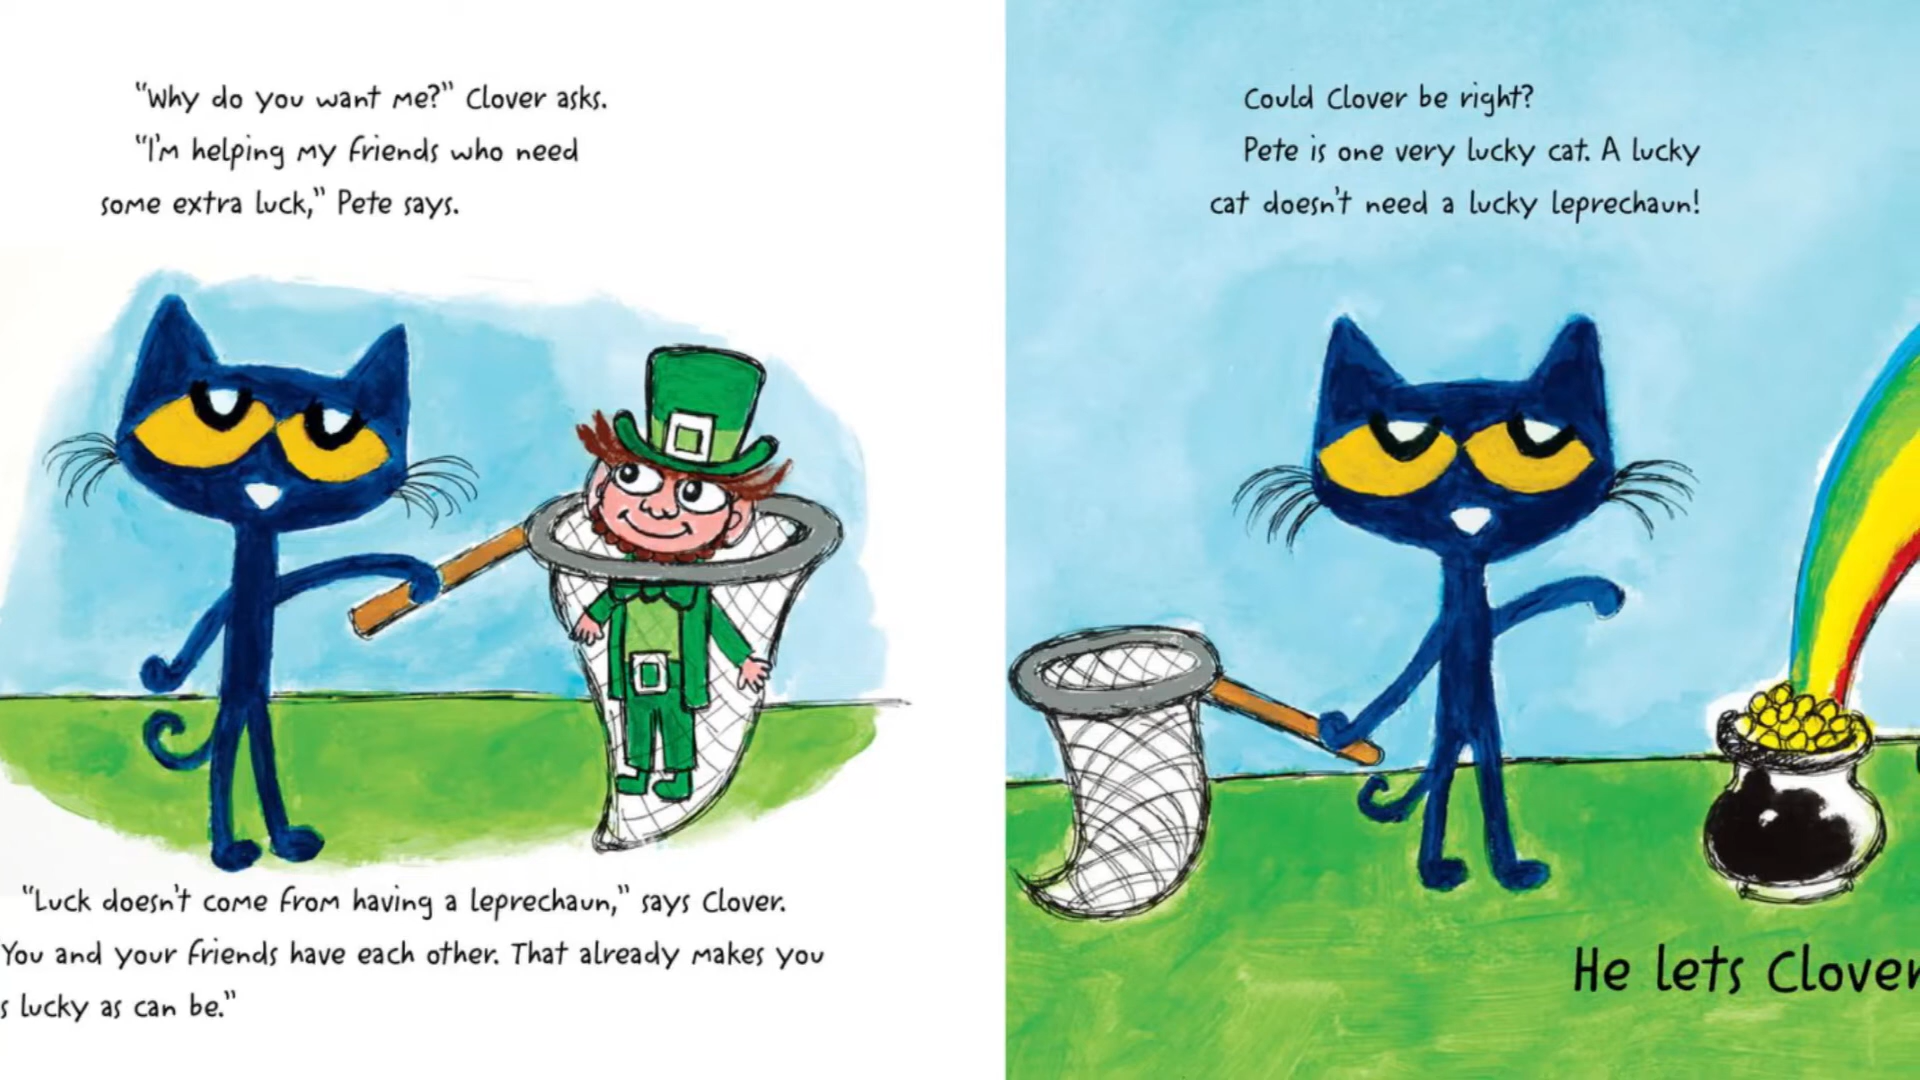 "Why do you want me?" Clover asks.
"I'm helping my friends who need
some extra luck," Pete says.
"Luck doesn't come from having a leprechaun," says Clover.
You and your friends have each other. That already makes you
s lucky as can be."
Could Clover be right?
Pete is one very lucky cat. A lucky
cat doesn't need a lucky leprechaun!
He lets Clover